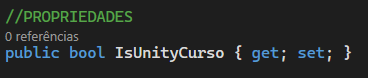 //PROPRIEDADES
0 referências
public bool IsUnityCurso { get; set; }